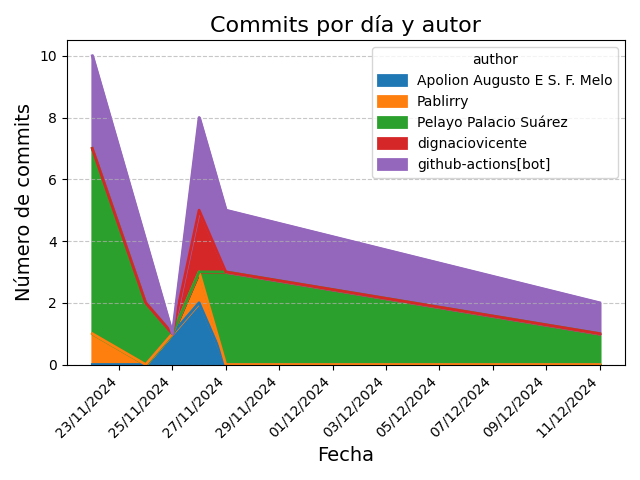 Commits por día y autor
Número de commits
10
8
6
4
2
0
author
Apolion Augusto E S. F. Melo
Pablirry
Pelayo Palacio Suárez
dignaciovicente
github-actions[bot]
23/11/2024
25/11/2024
27/11/2024
29/11/2024
01/12/2024
03/12/2024
05/12/2024
07/12/2024
09/12/2024
11/12/2024
Fecha